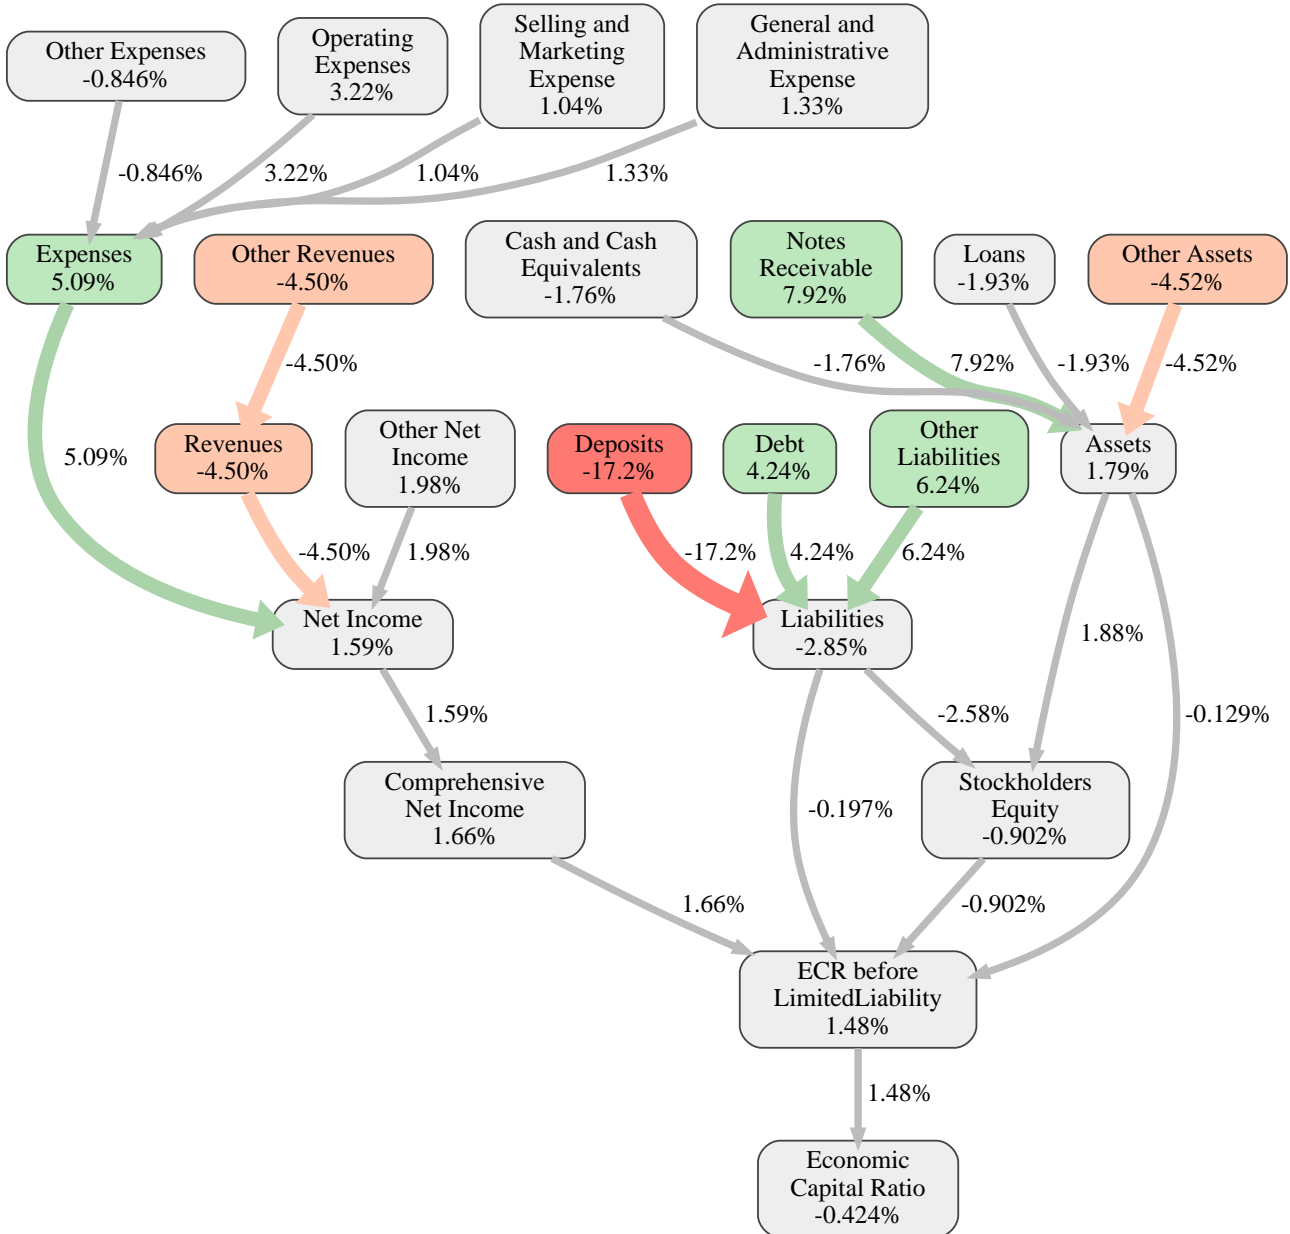 Other Expenses
-0.846%
Operating
Expenses
3.22%
Selling and
Marketing
Expense
1.04%
General and
Administrative
Expense
1.33%
-0.846%
3.22%
1.04%
1.33%
Expenses
5.09%
Other Revenues
-4.50%
Cash and Cash
Equivalents
-1.76%
Notes
Receivable
7.92%
Loans
-1.93%
Other Assets
-4.52%
-4.50%
-1.76%
7.92%
-1.93%
-4.52%
5.09%
Revenues
-4.50%
Other Net
Income
1.98%
Deposits
-17.2%
Debt
4.24%
Other
Liabilities
6.24%
Assets
1.79%
-4.50%
1.98%
-17.2%
4.24%
6.24%
Net Income
1.59%
Liabilities
-2.85%
1.88%
1.59%
-2.58%
-0.129%
Comprehensive
Net Income
1.66%
-0.197%
Stockholders
Equity
-0.902%
1.66%
-0.902%
ECR before
LimitedLiability
1.48%
1.48%
Economic
Capital Ratio
-0.424%